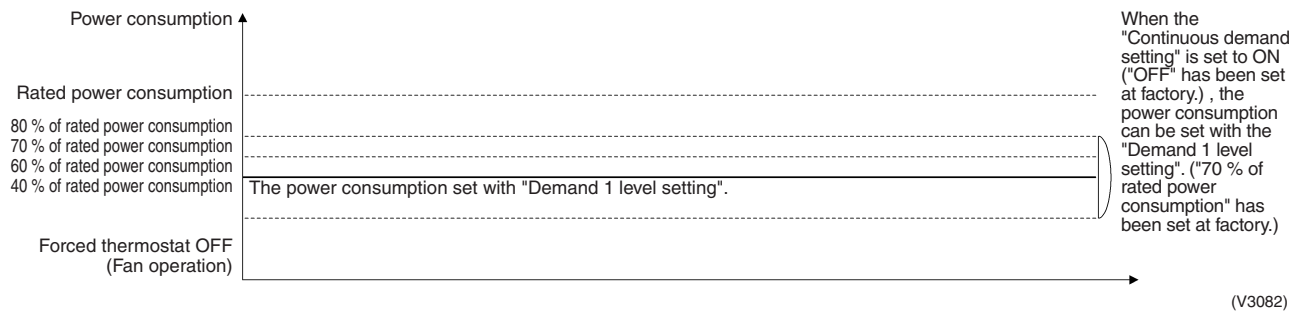 Power consumption
Rated power consumption
80 % of rated power consumption
70 % of rated power consumption
60 % of rated power consumption
40 % of rated power consumption
The power consumption set with "Demand 1 level setting".
Forced thermostat OFF
(Fan operation)
When the
"Continuous demand
setting" is set to ON
("OFF" has been set
at factory.) , the
power consumption
can be set with the
"Demand 1 level
setting". ("70 % of
rated power
consumption" has
been set at factory.)
(V3082)